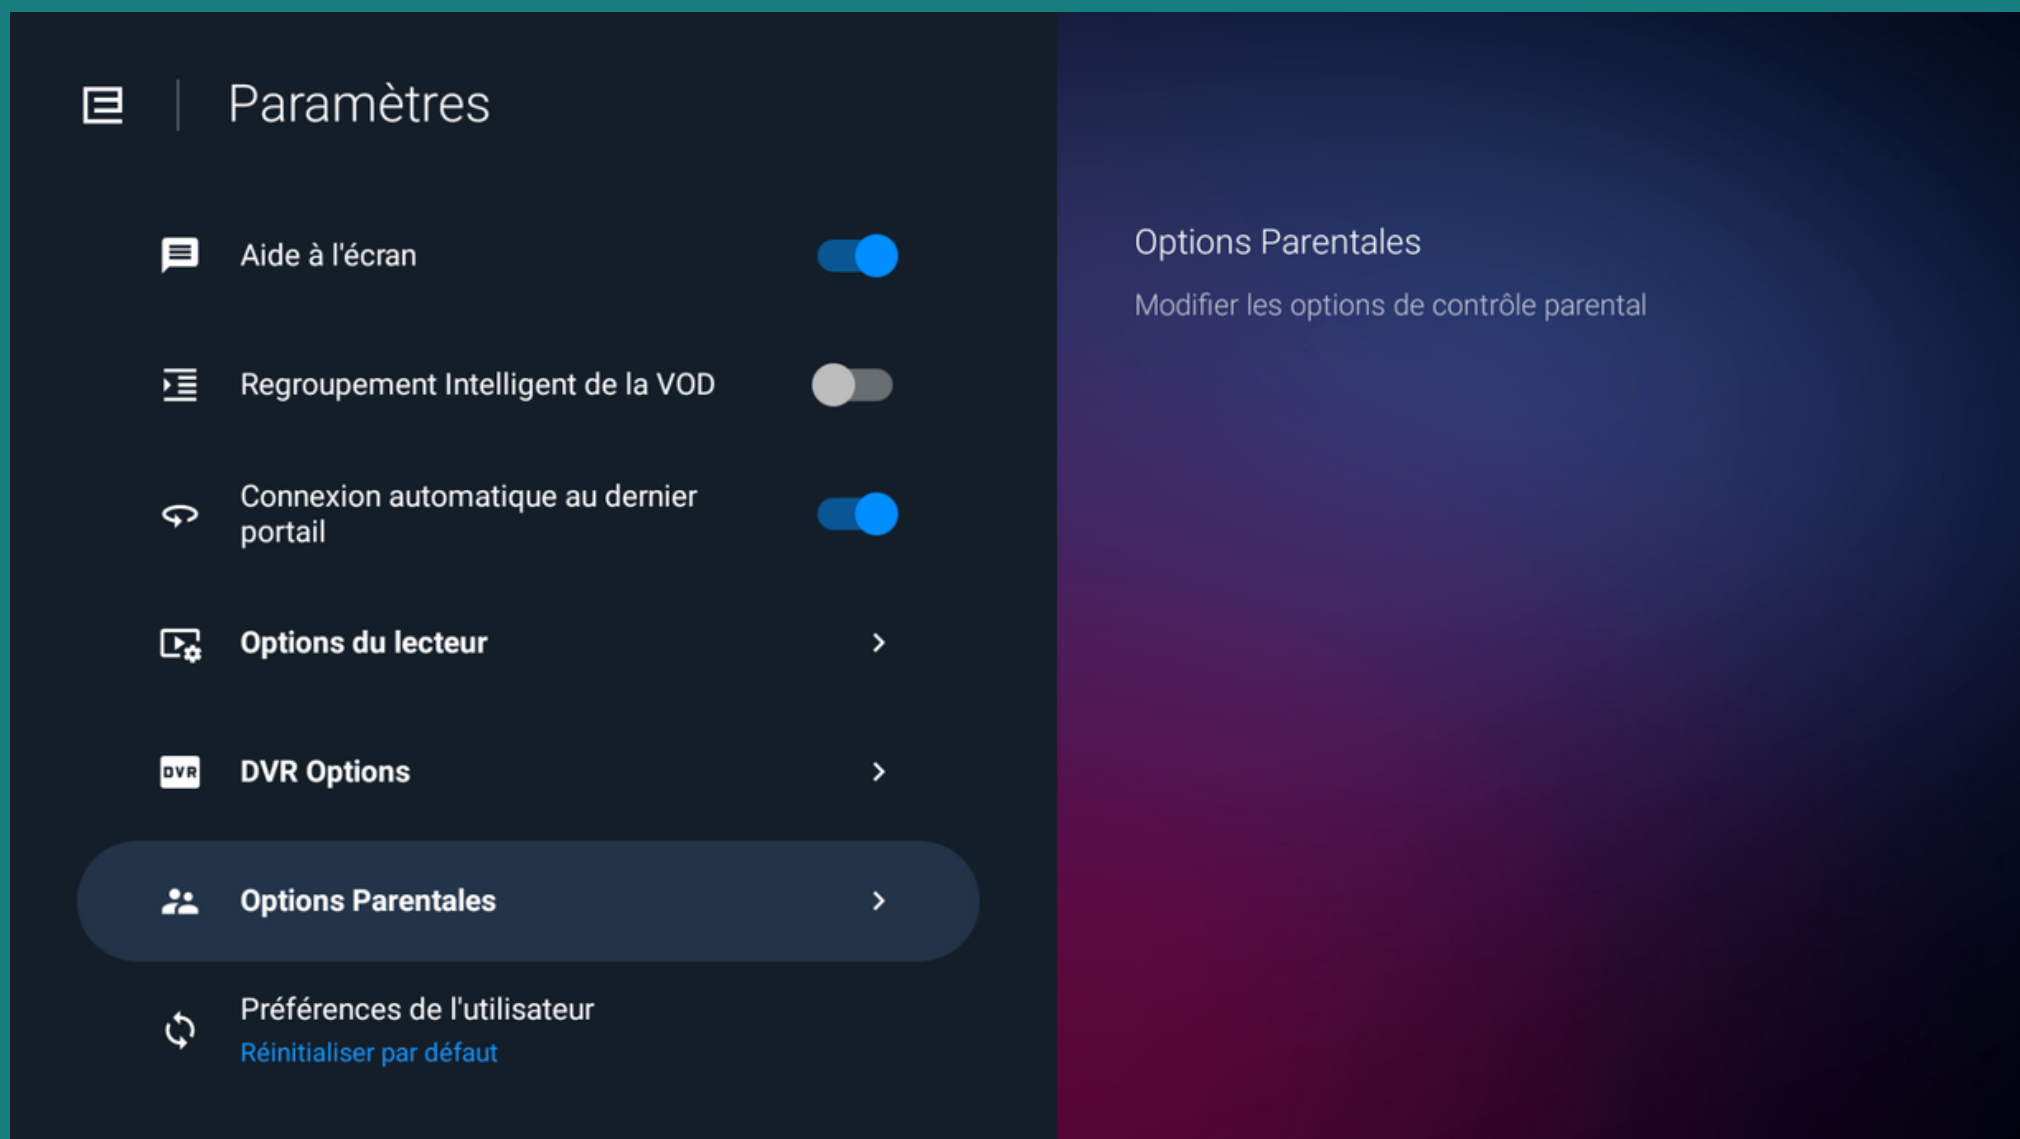 Paramètres
Aide à l'écran
Regroupement Intelligent de la VOD
Connexion automatique au dernier
portail
Options du lecteur
DVR
DVR Options
Options Parentales
Préférences de l'utilisateur
Réinitialiser par défaut
Options Parentales
Modifier les options de contrôle parental